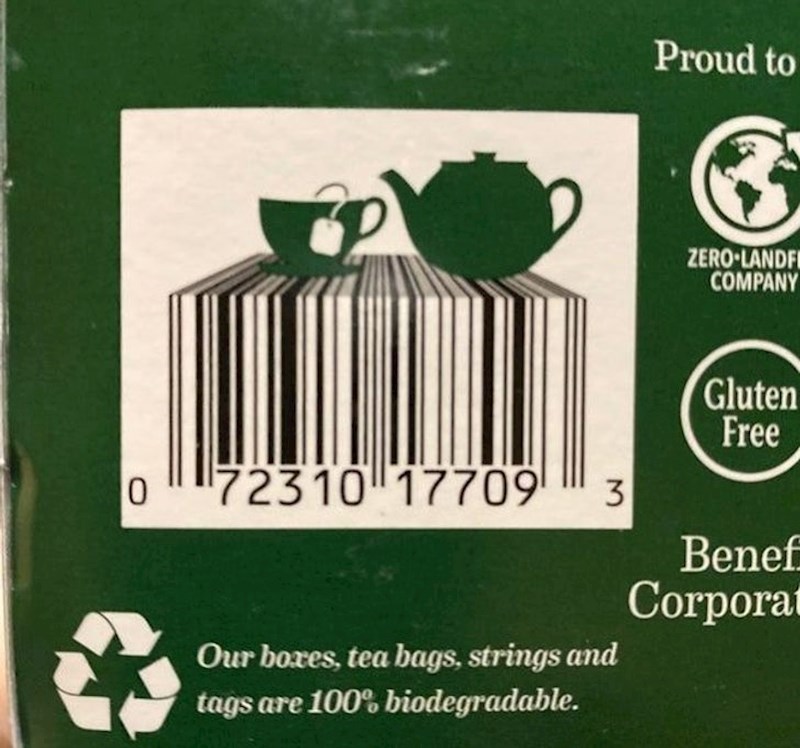 Proud to
ZERO•LANDF
COMPANY
Gluten
Free
0 72310 17709 3
Benef
Corporat
Our boxes, tea bags, strings and
tags are 100% biodegradable.